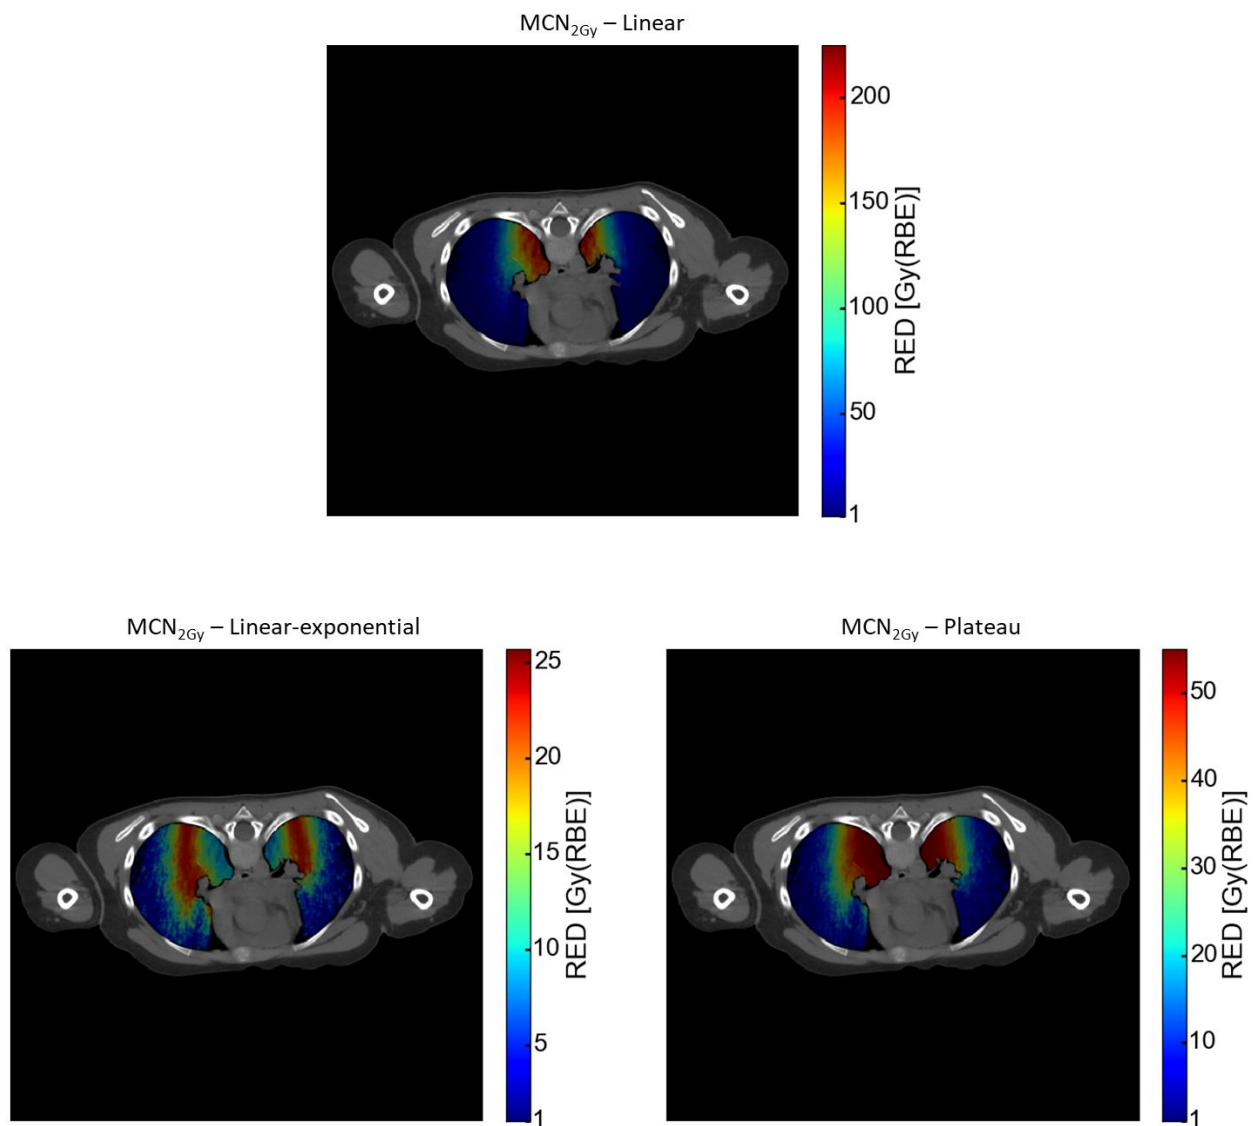 MCN2Gy – Linear
200
150
100
50
1
RED [Gy(RBE)]
MCN2Gy – Linear-exponential
25
20
15
10
5
1
RED [Gy(RBE)]
MCN2Gy – Plateau
50
40
30
20
10
1
RED [Gy(RBE)]